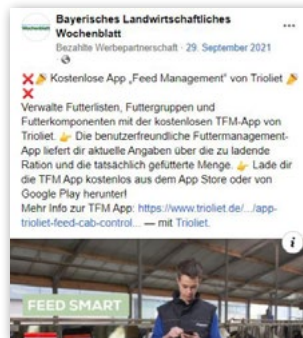 Bayerisches Landwirtschaftliches
Wochenblatt
Bezahlte Werbepartnerschaft · 29. September 2021
·
Wochenblatt
❌🎉 Kostenlose App „Feed Management" von Trioliet 🎉
❌
Verwalte Futterlisten, Futtergruppen und
Futterkomponenten mit der kostenlosen TFM-App von
Trioliet. 👉 Die benutzerfreundliche Futtermanagement-
App liefert dir aktuelle Angaben über die zu ladende
Ration und die tatsächlich gefütterte Menge. 👉 Lade dir
die TFM App kostenlos aus dem App Store oder von
Google Play herunter!
Mehr Info zur TFM App: https://www.trioliet.de/.../app-
trioliet-feed-cab-control... — mit Trioliet.
i
FEED SMART